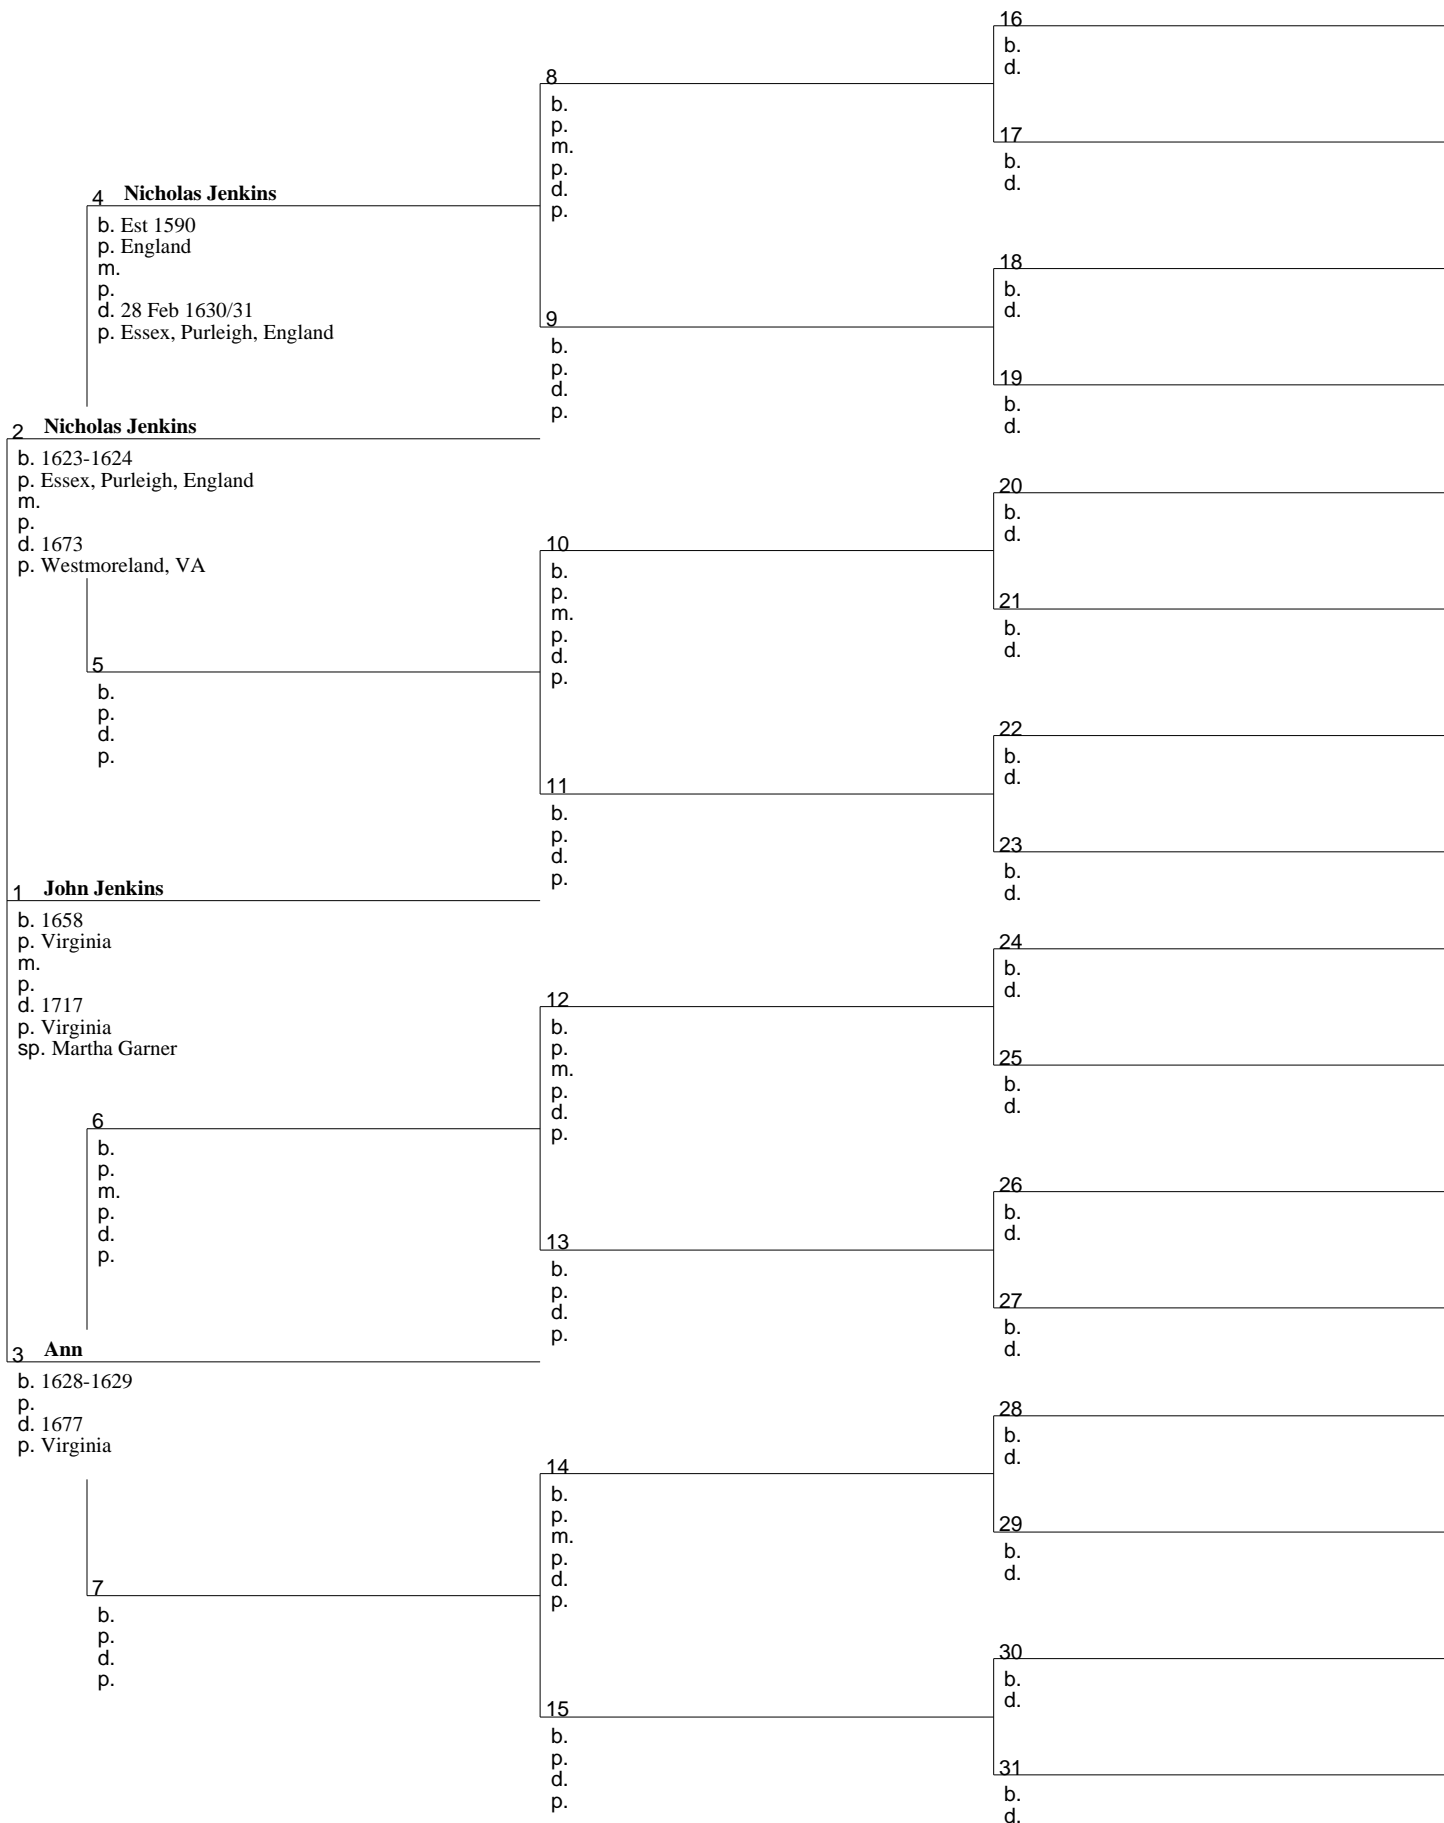 16
b.
d.
8
b.
p.
m.
p.
d.
p.
17
b.
d.
4 Nicholas Jenkins
b. Est 1590
p. England
m.
p.
d. 28 Feb 1630/31
p. Essex, Purleigh, England
18
b.
d.
9
b.
p.
d.
p.
19
b.
d.
2 Nicholas Jenkins
b. 1623-1624
p. Essex, Purleigh, England
m.
p.
d. 1673
p. Westmoreland, VA
20
b.
d.
10
b.
p.
m.
p.
d.
p.
21
b.
d.
5
b.
p.
d.
p.
22
b.
d.
11
b.
p.
d.
p.
23
b.
d.
1 John Jenkins
b. 1658
p. Virginia
m.
p.
d. 1717
p. Virginia
sp. Martha Garner
24
b.
d.
12
b.
p.
m.
p.
d.
p.
25
b.
d.
6
b.
p.
m.
p.
d.
p.
26
b.
d.
13
b.
p.
d.
p.
27
b.
d.
3 Ann
b. 1628-1629
p.
d. 1677
p. Virginia
28
b.
d.
14
b.
p.
m.
p.
d.
p.
29
b.
d.
7
b.
p.
d.
p.
30
b.
d.
15
b.
p.
d.
p.
31
b.
d.